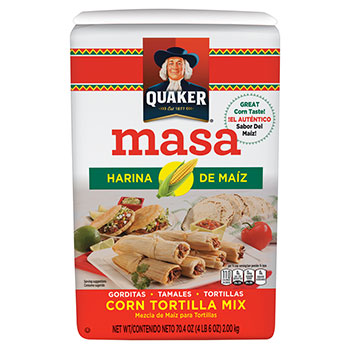 QUAKER
Est. 1877
GREAT
Corn Taste!
¡EL AUTÉNTICO
Sabor Del
Maíz!
masa
HARINA DE MAÍZ
GORDITAS • TAMALES • TORTILLAS
CORN TORTILLA MIX
Mezcla de Maíz para Tortillas
NET WT/CONTENIDO NETO 70.4 OZ (4 LB 6 OZ) 2.00 kg